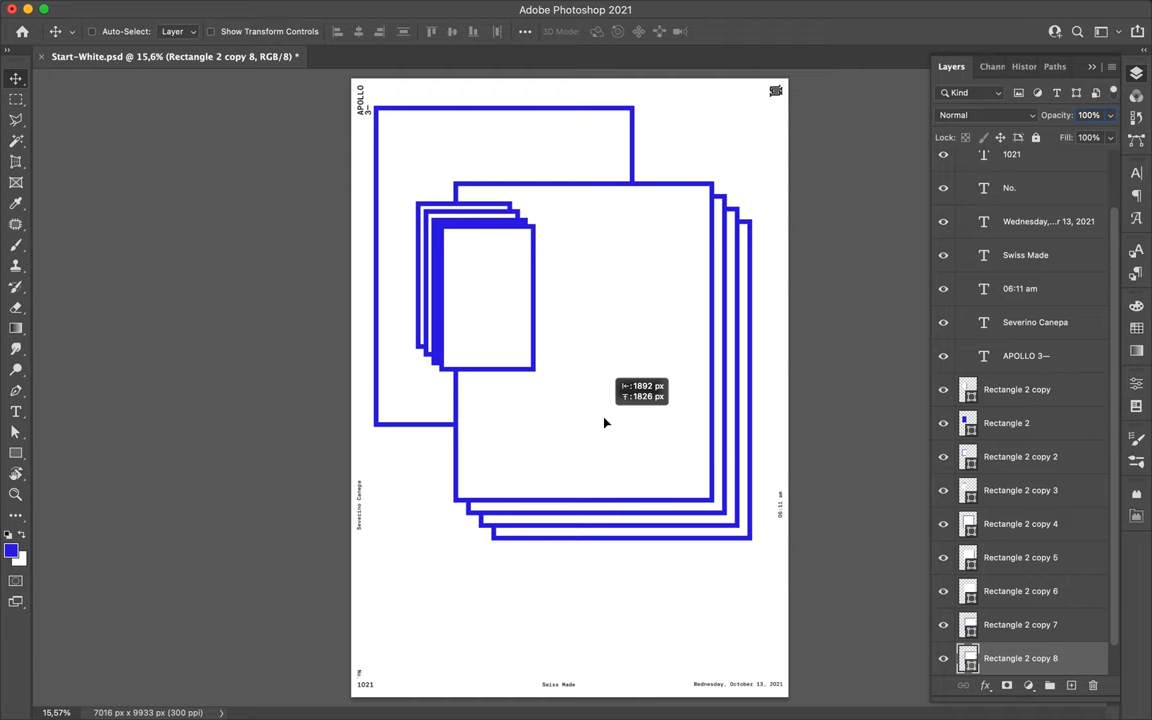 Adobe Photoshop 2021
Auto-Select: Layer Show Transform Controls ••• 3D Mode:
× Start-White.psd @ 15,6% (Rectangle 2 copy 8, RGB/8) *
Layers Chann Histor Paths
Kind
Normal Opacity: 100%
Lock: Fill: 100%
1021
No.
Wednesday,...r 13, 2021
Swiss Made
06:11 am
Severino Canepa
APOLLO 3—
Rectangle 2 copy
Rectangle 2
Rectangle 2 copy 2
Rectangle 2 copy 3
Rectangle 2 copy 4
Rectangle 2 copy 5
Rectangle 2 copy 6
Rectangle 2 copy 7
Rectangle 2 copy 8
APOLLO
3—
:1892 px
:1826 px
Severino Canepa
06:11 am
No.
1021
Swiss Made
Wednesday, October 13, 2021
15,57% 7016 px x 9933 px (300 ppi)